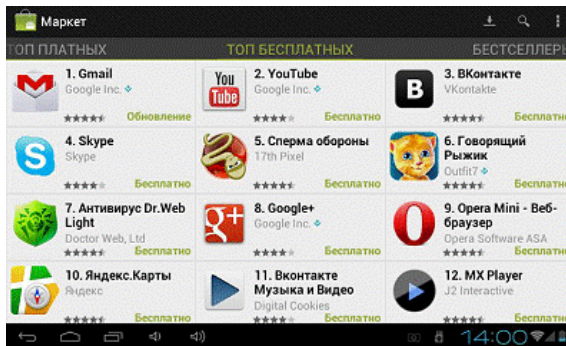 Маркет
ТОП ПЛАТНЫХ
ТОП БЕСПЛАТНЫХ
БЕСТСЕЛЛЕРЫ
1. Gmail
Google Inc.
Обновление
2. YouTube
Google Inc.
Бесплатно
You
Tube
3. ВКонтакте
VKontakte
Бесплатно
B
4. Skype
Skype
Бесплатно
S
5. Сперма обороны
17th Pixel
Бесплатно
6. Говорящий
Рыжик
Outfit7
Бесплатно
7. Антивирус Dr.Web
Light
Doctor Web, Ltd
Бесплатно
8. Google+
Google Inc.
Бесплатно
g+
9. Opera Mini - Веб-
браузер
Opera Software ASA
Бесплатно
10. Яндекс.Карты
Яндекс
Бесплатно
11. Вконтакте
Музыка и Видео
Digital Cookies
Бесплатно
12. MX Player
J2 Interactive
Бесплатно
14:00